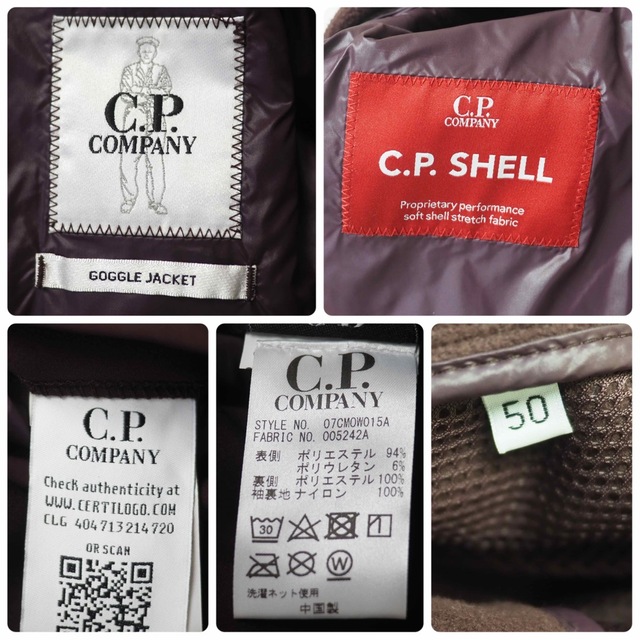 C.P.
COMPANY
GOGGLE JACKET
C.P.
COMPANY
C.P. SHELL
Proprietary performance
soft shell stretch fabric
C.P.
COMPANY
Check authenticity at
WWW.CERTILOGO.COM
CLG 404713214720
OR SCAN
COMPANY
C.P.
COMPANY
STYLE NO. 07CMOW015A
FABRIC NO. 005242A
表側 ポリエステル 94%
ポリウレタン 6%
裏側 ポリエステル 100%
袖裏地 ナイロン 100%
30
W
洗濯ネット使用
中国製
50